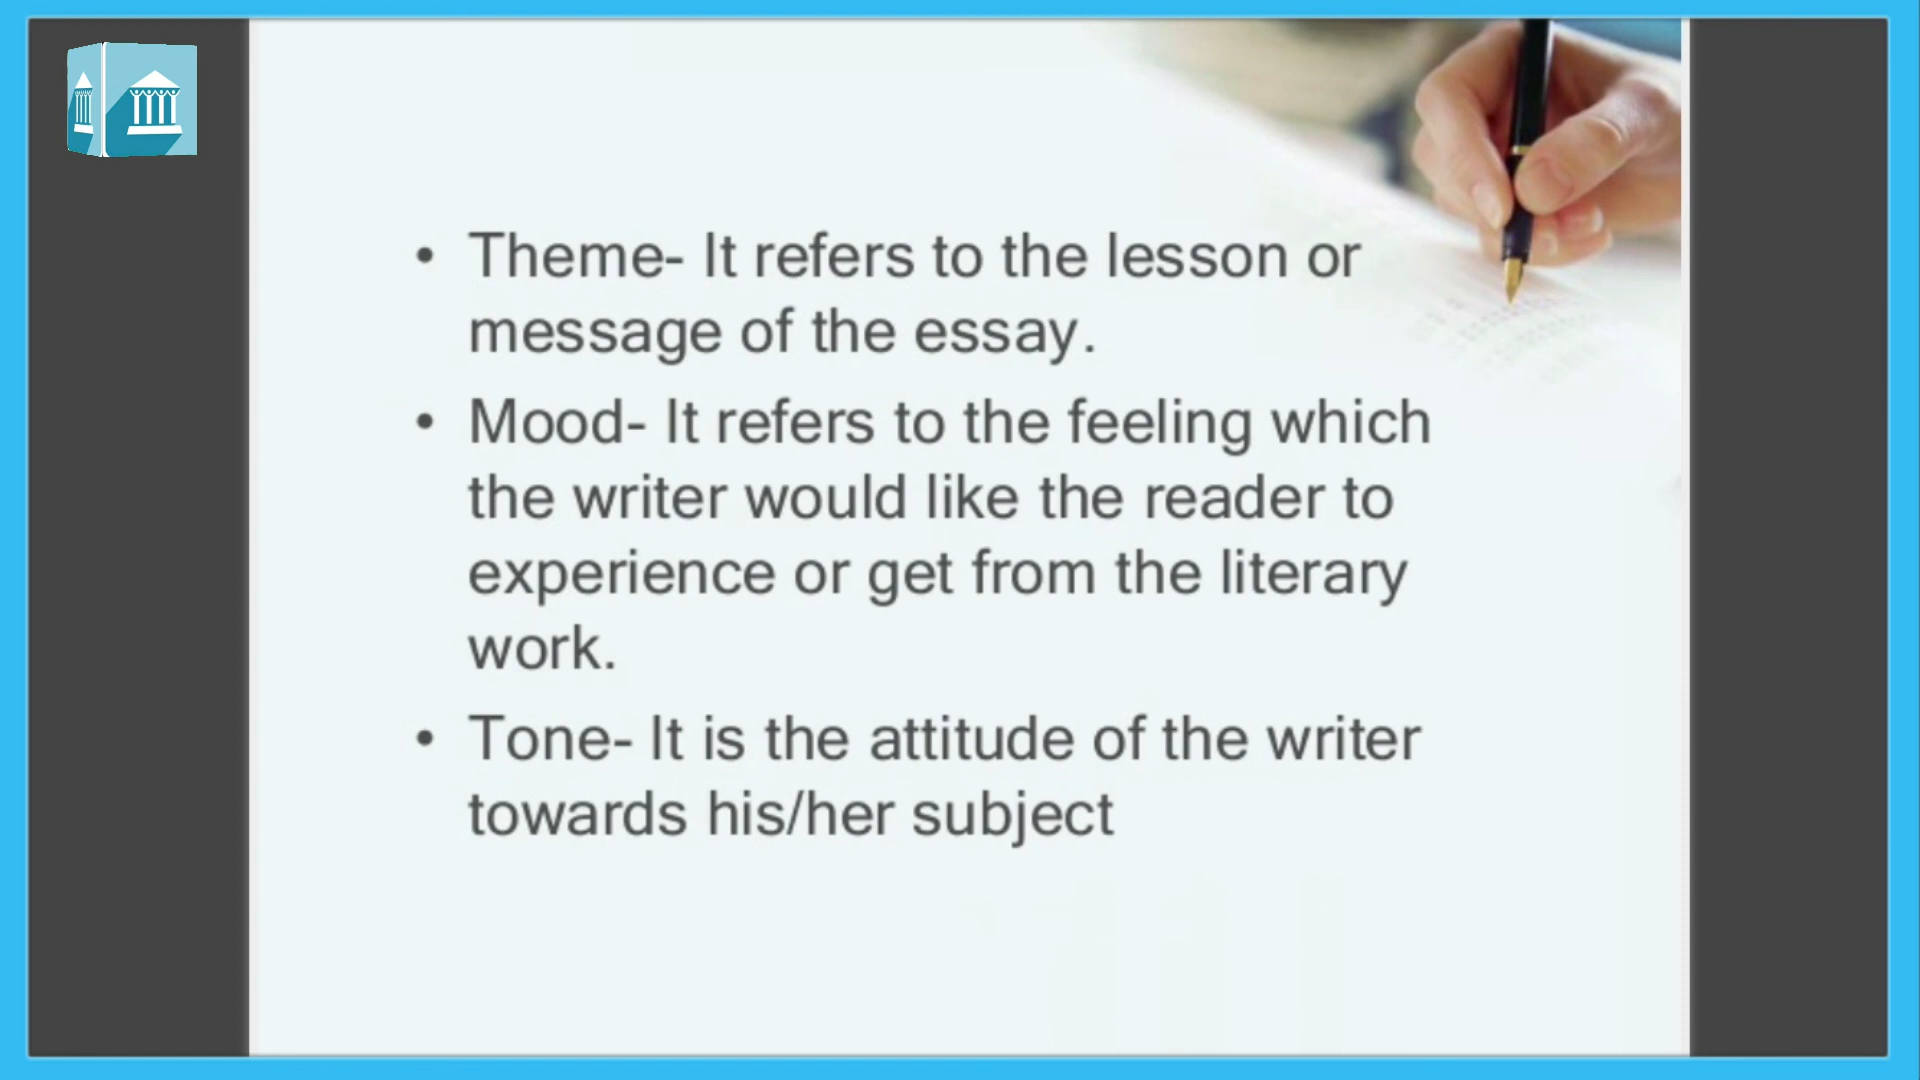 • Theme- It refers to the lesson or
message of the essay.
• Mood- It refers to the feeling which
the writer would like the reader to
experience or get from the literary
work.
• Tone- It is the attitude of the writer
towards his/her subject